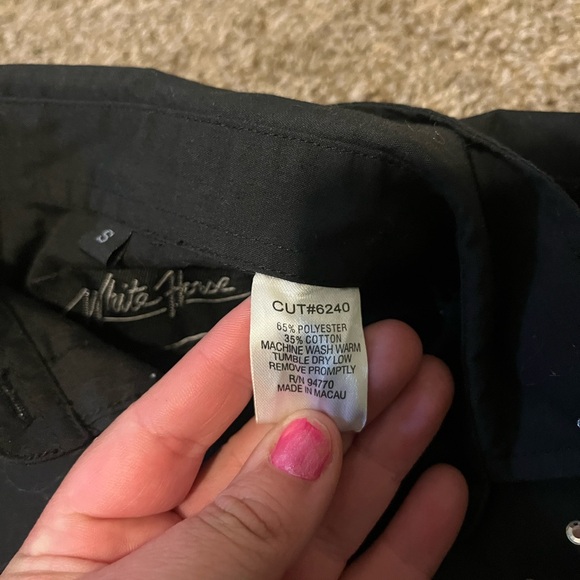 S
White Horse
CUT#6240
65% POLYESTER
35% COTTON
MACHINE WASH WARM
TUMBLE DRY LOW
REMOVE PROMPTLY
R/N 94770
MADE IN MACAU